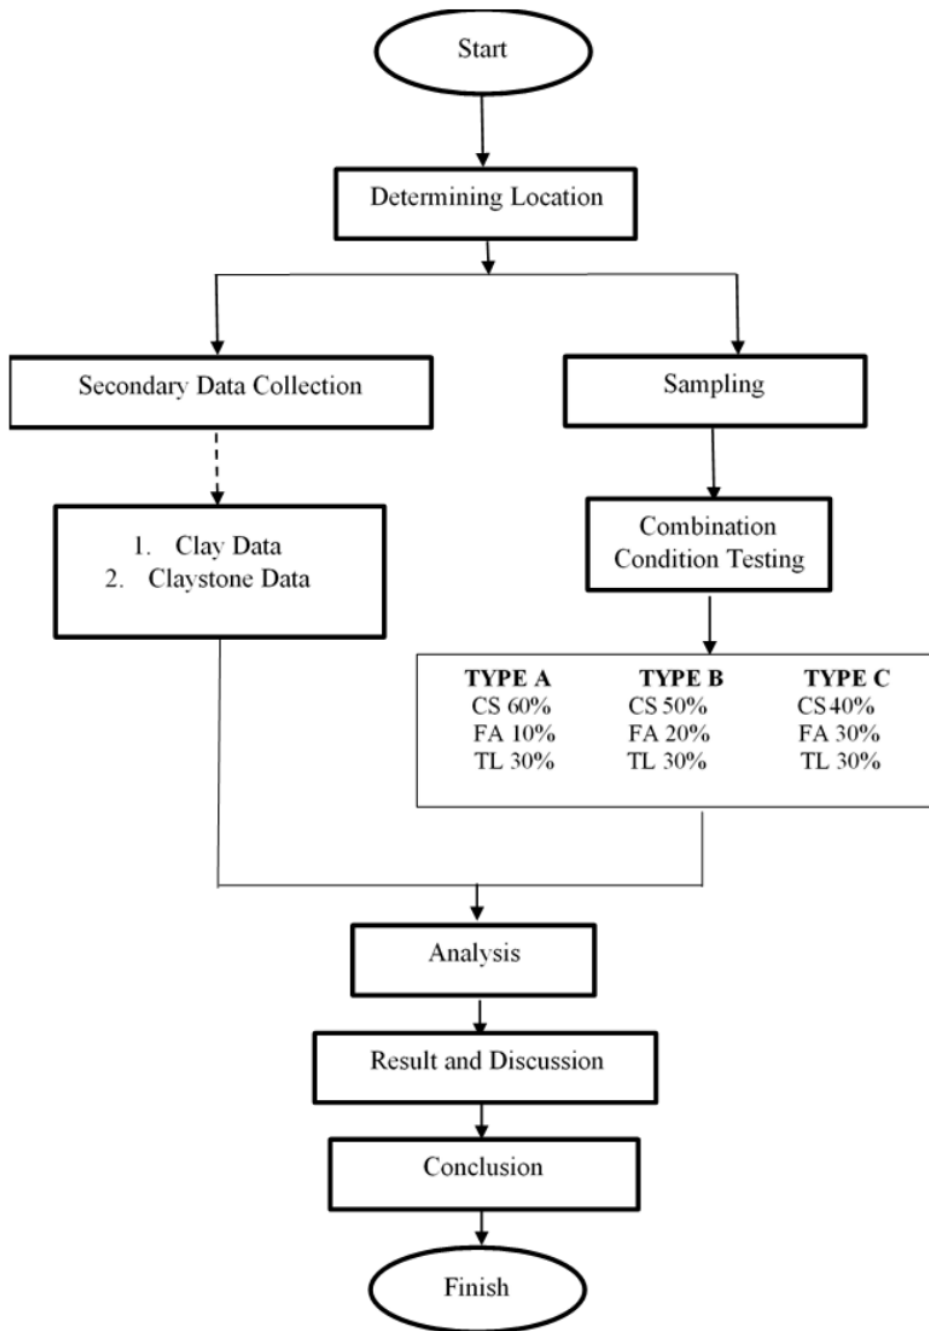 Start
Determining Location
Secondary Data Collection
Sampling
1. Clay Data
2. Claystone Data
Combination
Condition Testing
TYPE A TYPE B TYPE C
CS 60% CS 50% CS 40%
FA 10% FA 20% FA 30%
TL 30% TL 30% TL 30%
Analysis
Result and Discussion
Conclusion
Finish